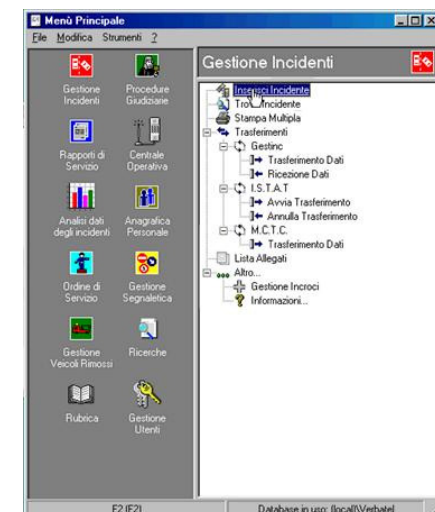 Menù Principale
File Modifica Strumenti ?
Gestione Incidenti
Procedure Giudiziarie
Rapporti di Servizio
Centrale Operativa
Analisi dati degli incidenti
Anagrafica Personale
Ordine di Servizio
Gestione Segnaletica
Gestione Veicoli Rimossi
Ricerche
Rubrica
Gestione Utenti
Gestione Incidenti
Inserisci Incidente
Trova Incidente
Stampa Multipla
Trasferimenti
Gestinc
Trasferimento Dati
Ricezione Dati
I.S.T.A.T
Avvia Trasferimento
Annulla Trasferimento
M.C.T.C.
Trasferimento Dati
Lista Allegati
Altro...
Gestione Incroci
Informazioni...
F2 (F2)
Database in uso: (local)\Verbatel